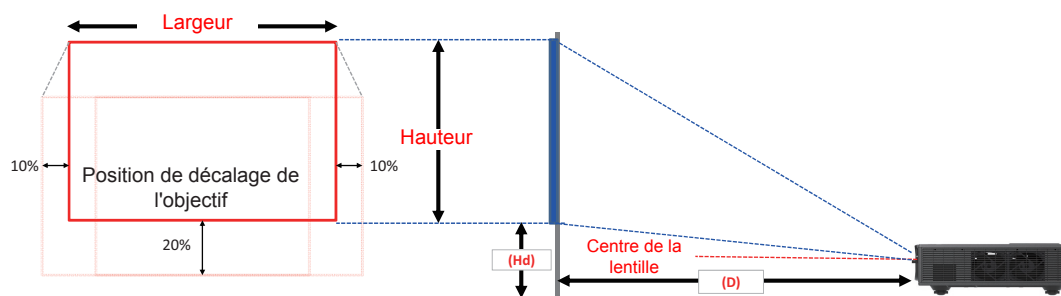 Largeur
Hauteur
10%
10%
Position de décalage de
l'objectif
20%
(Hd)
Centre de la
lentille
(D)